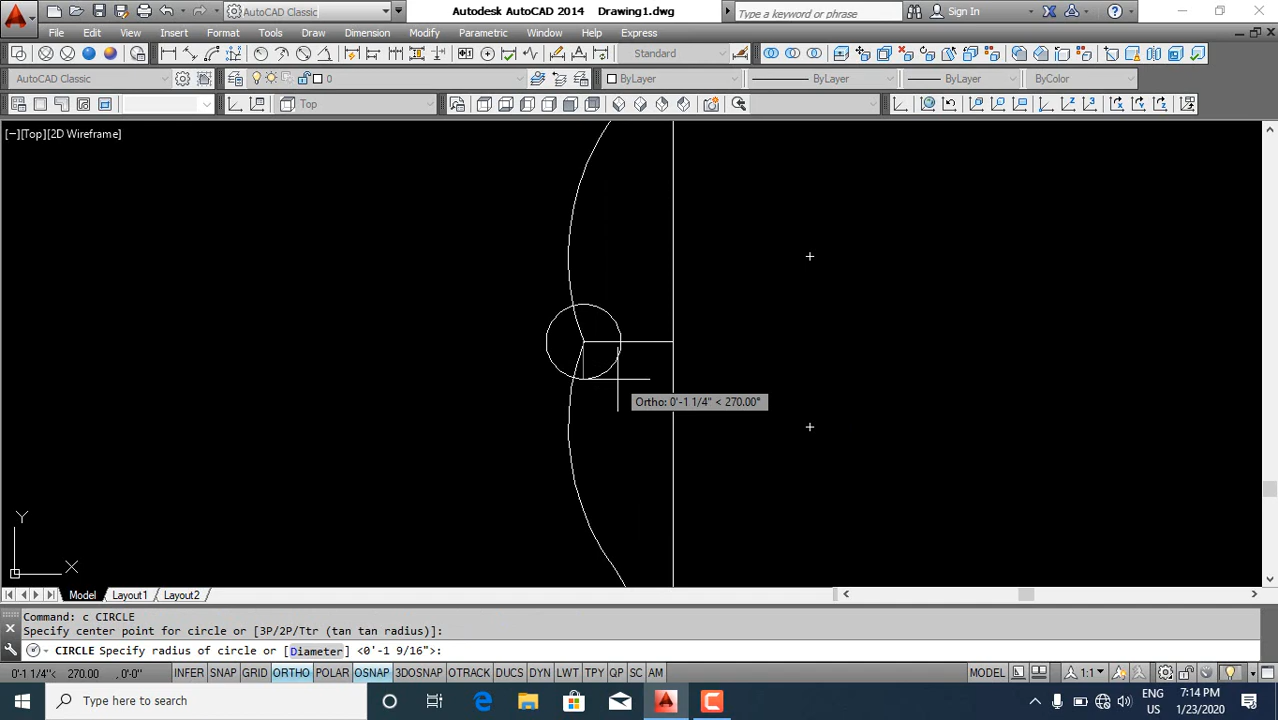 AutoCAD Classic
Autodesk AutoCAD 2014 Drawing1.dwg
Type a keyword or phrase
Sign In
File Edit View Insert Format Tools Draw Dimension Modify Parametric Window Help Express
Standard
AutoCAD Classic
0
ByLayer
ByLayer
ByLayer
ByColor
Top
[−][Top][2D Wireframe]
Ortho: 0'-1 1/4" < 270.00°
Y
X
Model Layout1 Layout2
Command: c CIRCLE
Specify center point for circle or [3P/2P/Ttr (tan tan radius)]:
CIRCLE Specify radius of circle or [Diameter] <0'-1 9/16">:
0'-1 1/4"< 270.00 , 0'-0"
INFER SNAP GRID ORTHO POLAR OSNAP 3DOSNAP OTRACK DUCS DYN LWT TPY QP SC AM
MODEL
1:1
Type here to search
ENG
US
7:14 PM
1/23/2020